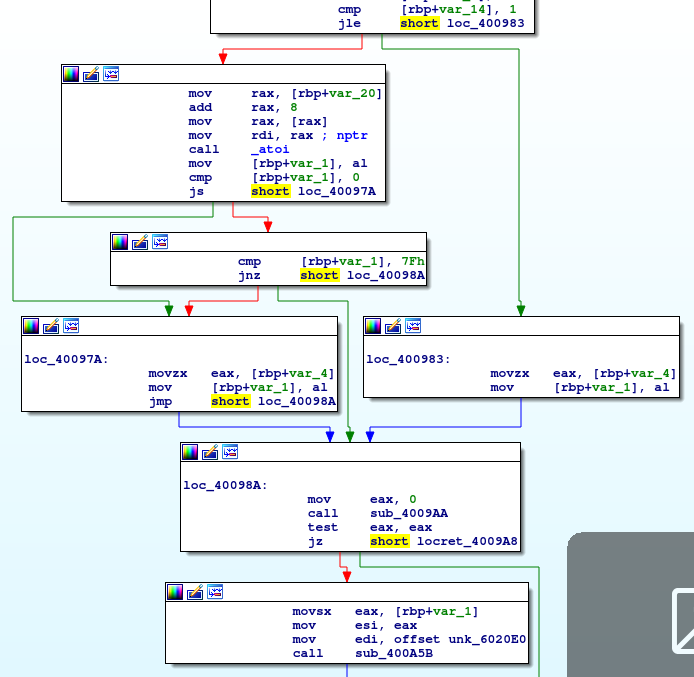 cmp [rbp+var_14], 1
jle short loc_400983
mov rax, [rbp+var_20]
add rax, 8
mov rax, [rax]
mov rdi, rax ; nptr
call _atoi
mov [rbp+var_1], al
cmp [rbp+var_1], 0
js short loc_40097A
cmp [rbp+var_1], 7Fh
jnz short loc_40098A
loc_40097A:
movzx eax, [rbp+var_4]
mov [rbp+var_1], al
jmp short loc_40098A
loc_400983:
movzx eax, [rbp+var_4]
mov [rbp+var_1], al
loc_40098A:
mov eax, 0
call sub_4009AA
test eax, eax
jz short locret_4009A8
movsx eax, [rbp+var_1]
mov esi, eax
mov edi, offset unk_6020E0
call sub_400A5B